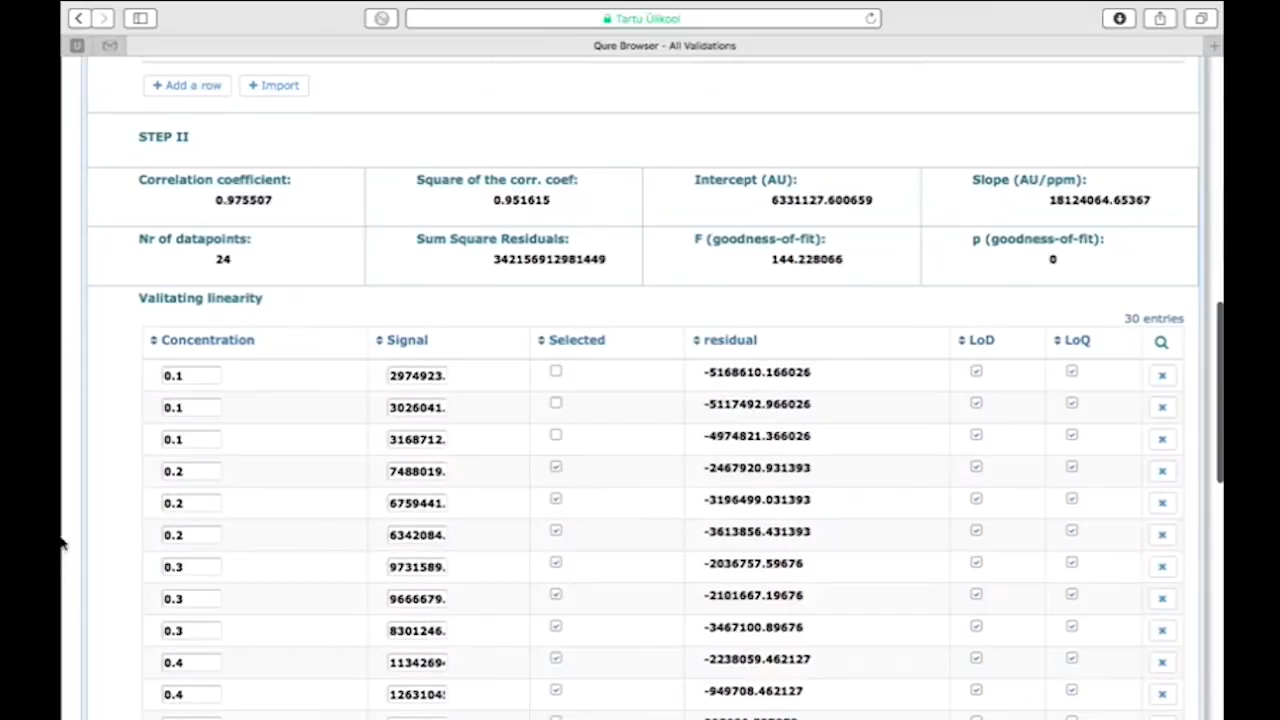 Tartu Ülikool
Qure Browser - All Validations
+ Add a row + Import
STEP II
Correlation coefficient: Square of the corr. coef: Intercept (AU): Slope (AU/ppm):
0.975507 0.951615 6331127.600659 18124064.65367
Nr of datapoints: Sum Square Residuals: F (goodness-of-fit): p (goodness-of-fit):
24 342156912981449 144.228066 0
Valitating linearity
30 entries
Concentration Signal Selected residual LoD LoQ
0.1 2974923. -5168610.166026
0.1 3026041. -5117492.966026
0.1 3168712. -4974821.366026
0.2 7488019. -2467920.931393
0.2 6759441. -3196499.031393
0.2 6342084. -3613856.431393
0.3 9731589. -2036757.59676
0.3 9666679. -2101667.19676
0.3 8301246. -3467100.89676
0.4 1134269 -2238059.462127
0.4 1263104 -949708.462127